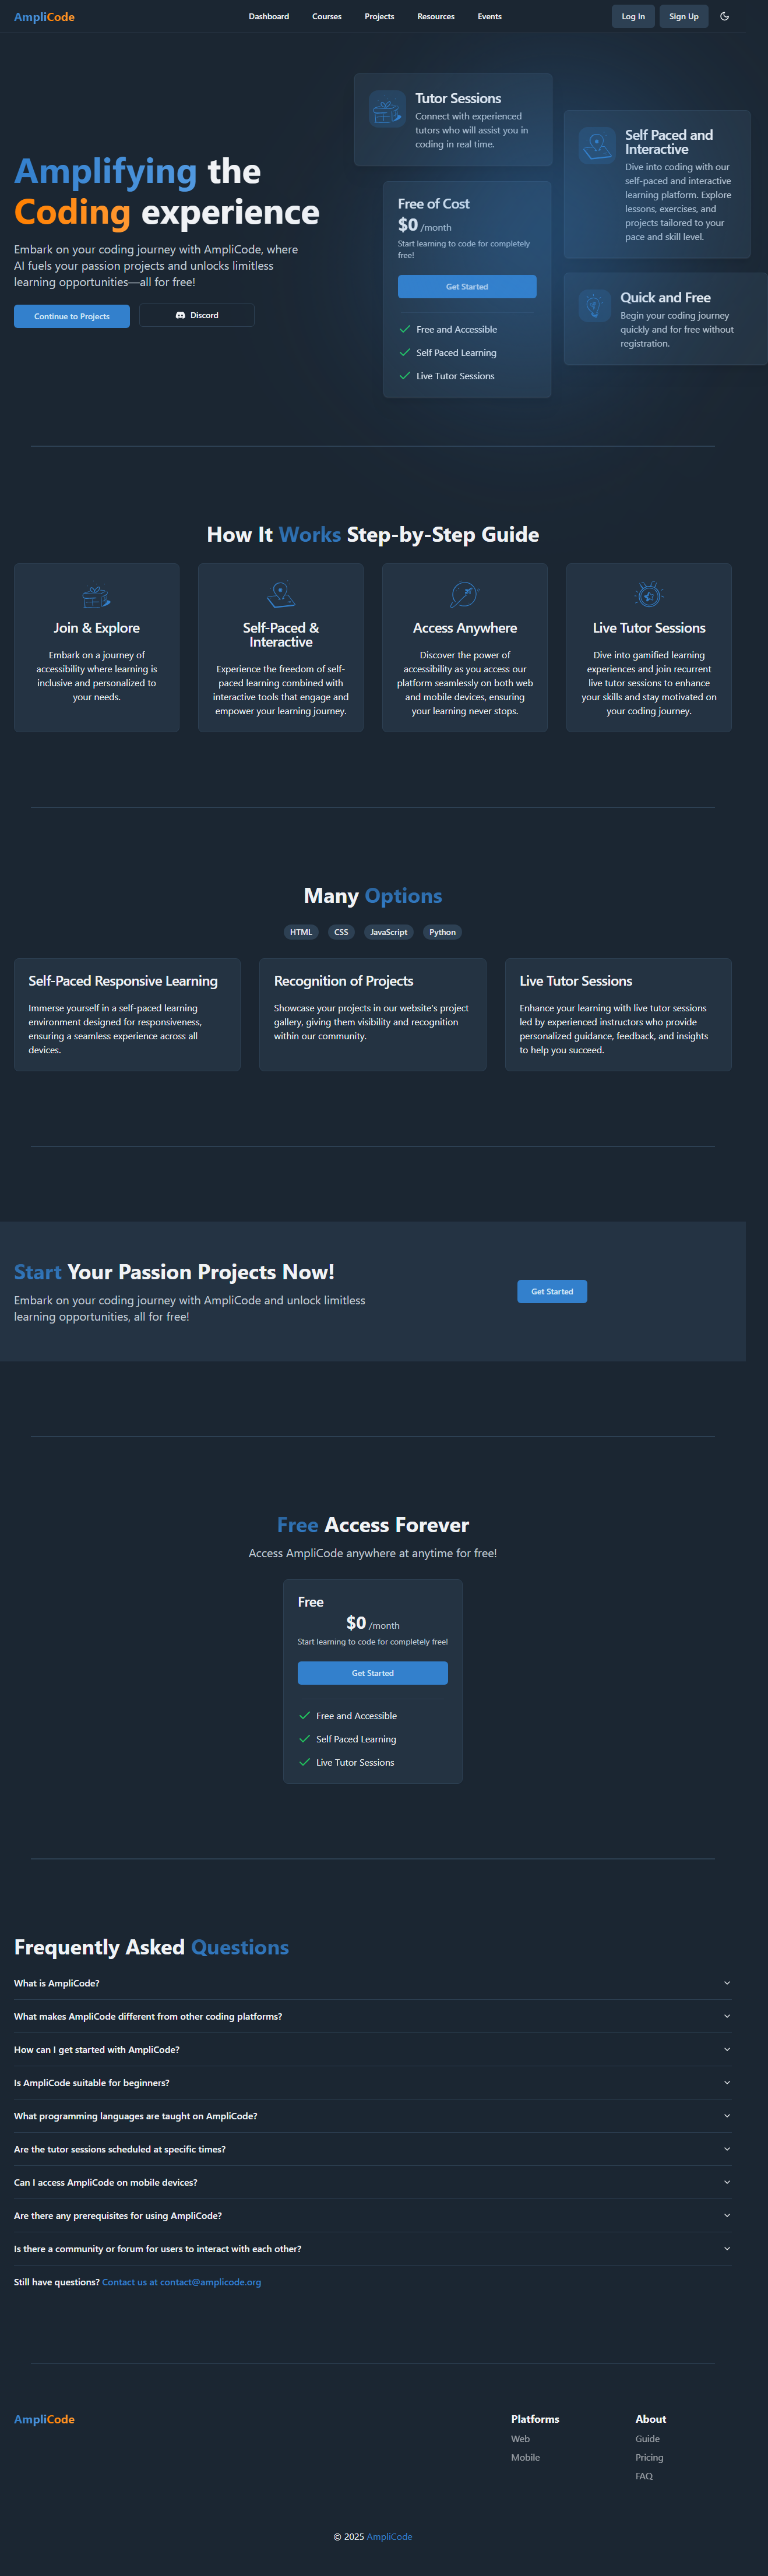 AmpliCode
Dashboard
Courses
Projects
Resources
Events
Log In
Sign Up
Amplifying the
Coding experience
Embark on your coding journey with AmpliCode, where
AI fuels your passion projects and unlocks limitless
learning opportunities—all for free!
Continue to Projects
Discord
Tutor Sessions
Connect with experienced
tutors who will assist you in
coding in real time.
Free of Cost
$0 /month
Start learning to code for completely
free!
Get Started
Free and Accessible
Self Paced Learning
Live Tutor Sessions
Self Paced and
Interactive
Dive into coding with our
self-paced and interactive
learning platform. Explore
lessons, exercises, and
projects tailored to your
pace and skill level.
Quick and Free
Begin your coding journey
quickly and for free without
registration.
How It Works Step-by-Step Guide
Join & Explore
Embark on a journey of
accessibility where learning is
inclusive and personalized to
your needs.
Self-Paced &
Interactive
Experience the freedom of self-
paced learning combined with
interactive tools that engage and
empower your learning journey.
Access Anywhere
Discover the power of
accessibility as you access our
platform seamlessly on both web
and mobile devices, ensuring
your learning never stops.
Live Tutor Sessions
Dive into gamified learning
experiences and join recurrent
live tutor sessions to enhance
your skills and stay motivated on
your coding journey.
Many Options
HTML
CSS
JavaScript
Python
Self-Paced Responsive Learning
Immerse yourself in a self-paced learning
environment designed for responsiveness,
ensuring a seamless experience across all
devices.
Recognition of Projects
Showcase your projects in our website's project
gallery, giving them visibility and recognition
within our community.
Live Tutor Sessions
Enhance your learning with live tutor sessions
led by experienced instructors who provide
personalized guidance, feedback, and insights
to help you succeed.
Start Your Passion Projects Now!
Embark on your coding journey with AmpliCode and unlock limitless
learning opportunities, all for free!
Get Started
Free Access Forever
Access AmpliCode anywhere at anytime for free!
Free
$0 /month
Start learning to code for completely free!
Get Started
Free and Accessible
Self Paced Learning
Live Tutor Sessions
Frequently Asked Questions
What is AmpliCode?
What makes AmpliCode different from other coding platforms?
How can I get started with AmpliCode?
Is AmpliCode suitable for beginners?
What programming languages are taught on AmpliCode?
Are the tutor sessions scheduled at specific times?
Can I access AmpliCode on mobile devices?
Are there any prerequisites for using AmpliCode?
Is there a community or forum for users to interact with each other?
Still have questions? Contact us at contact@amplicode.org
AmpliCode
Platforms
Web
Mobile
About
Guide
Pricing
FAQ
© 2025 AmpliCode